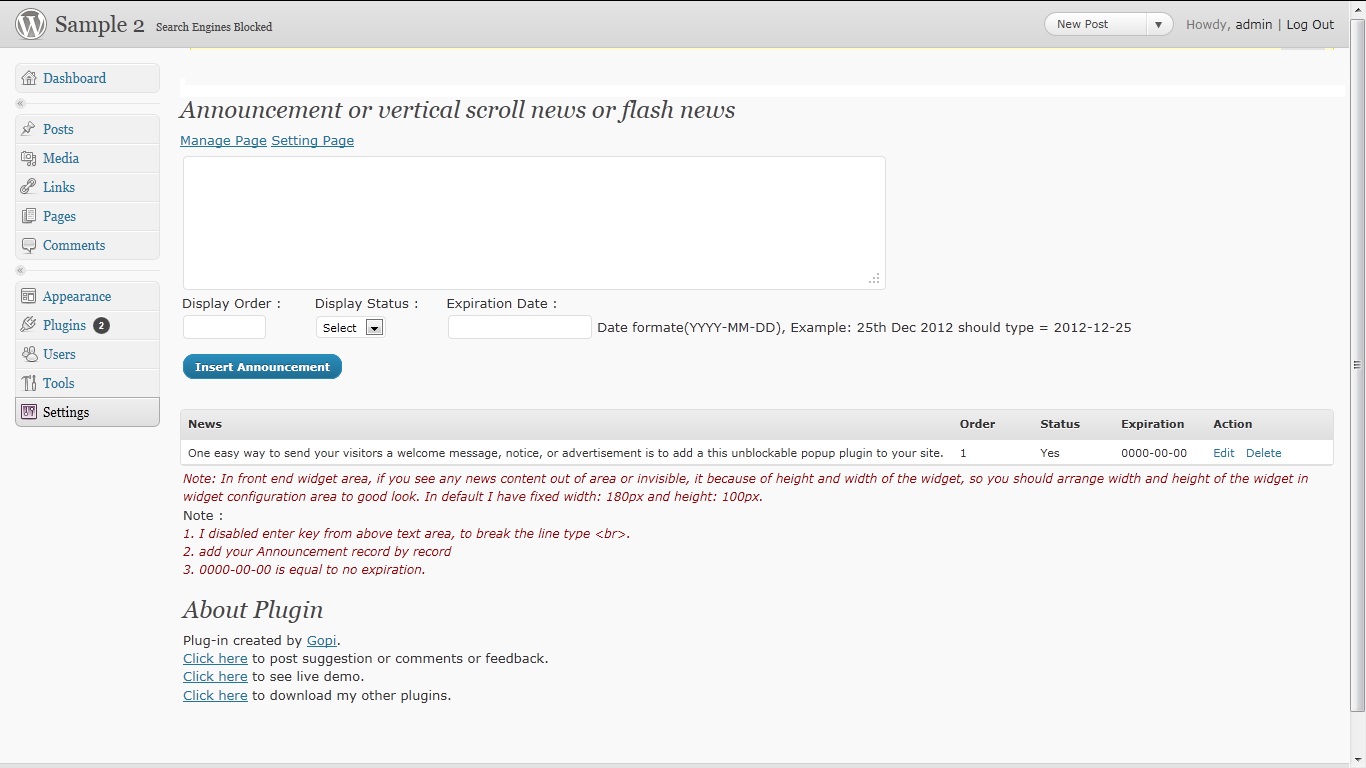 Sample 2 Search Engines Blocked
New Post
Howdy, admin | Log Out
Dashboard
Posts
Media
Links
Pages
Comments
Appearance
Plugins 2
Users
Tools
Settings
Announcement or vertical scroll news or flash news
Manage Page Setting Page
Display Order : Display Status : Expiration Date :
Select Date formate(YYYY-MM-DD), Example: 25th Dec 2012 should type = 2012-12-25
Insert Announcement
News Order Status Expiration Action
One easy way to send your visitors a welcome message, notice, or advertisement is to add a this unblockable popup plugin to your site. 1 Yes 0000-00-00 Edit Delete
Note: In front end widget area, if you see any news content out of area or invisible, it because of height and width of the widget, so you should arrange width and height of the widget in
widget configuration area to good look. In default I have fixed width: 180px and height: 100px.
Note :
1. I disabled enter key from above text area, to break the line type <br>.
2. add your Announcement record by record
3. 0000-00-00 is equal to no expiration.
About Plugin
Plug-in created by Gopi.
Click here to post suggestion or comments or feedback.
Click here to see live demo.
Click here to download my other plugins.